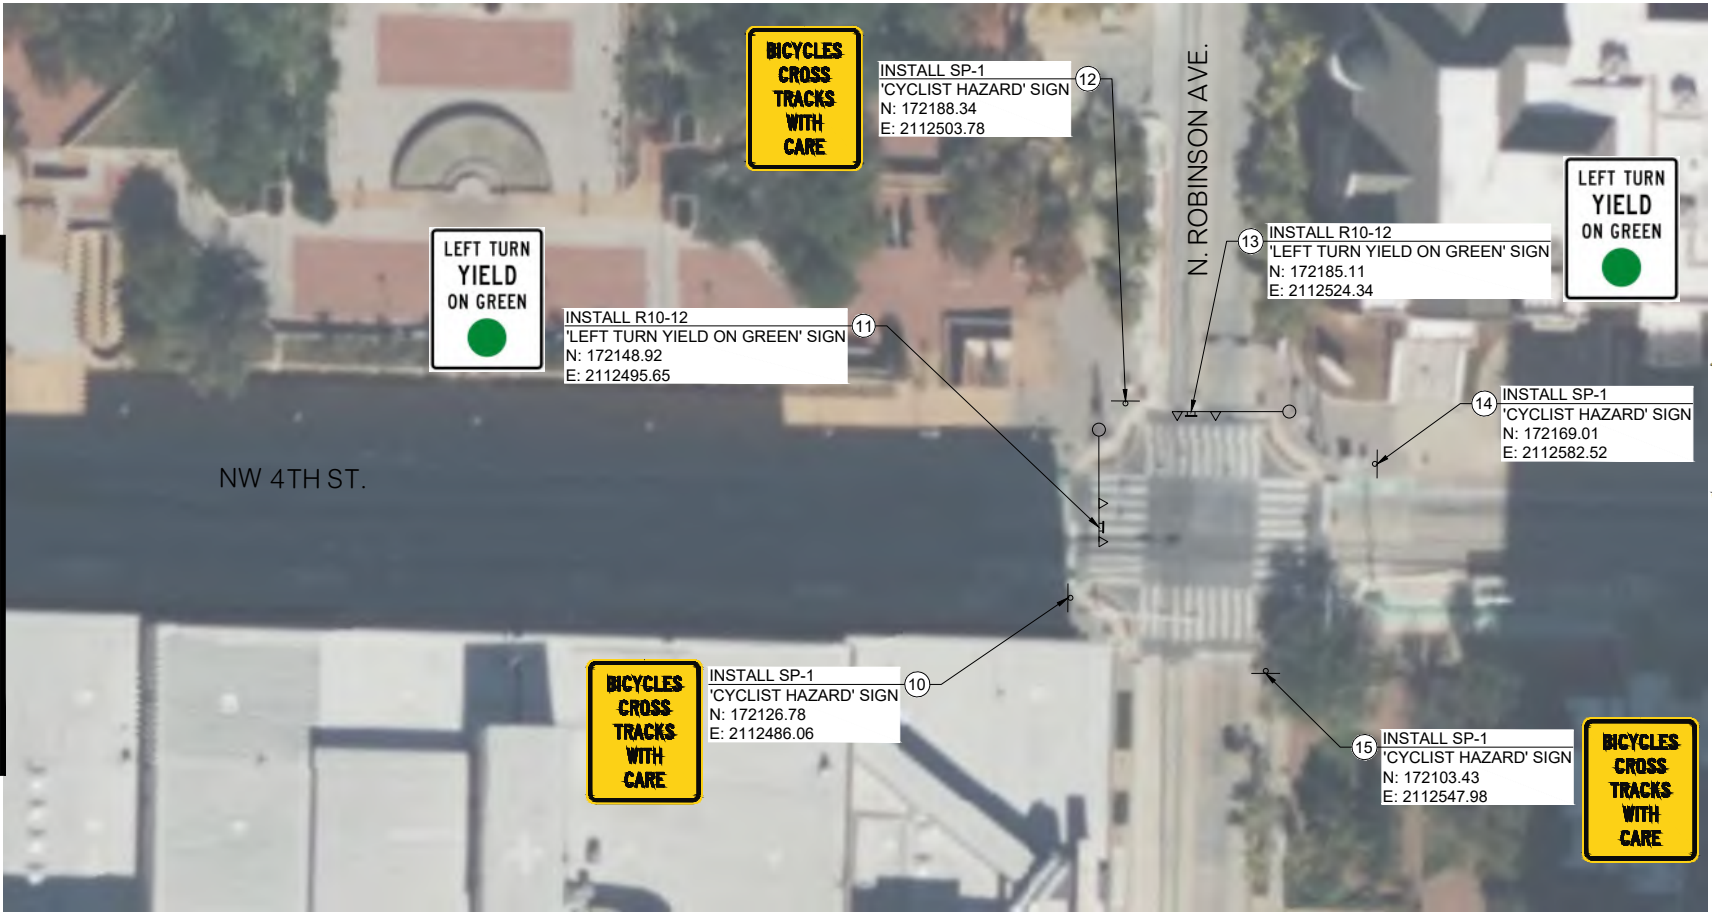 BICYCLES
CROSS
TRACKS
WITH
CARE
INSTALL SP-1
'CYCLIST HAZARD' SIGN
N: 172188.34
E: 2112503.78
12
N. ROBINSON AVE.
LEFT TURN
YIELD
ON GREEN
13
INSTALL R10-12
'LEFT TURN YIELD ON GREEN' SIGN
N: 172185.11
E: 2112524.34
LEFT TURN
YIELD
ON GREEN
INSTALL R10-12
'LEFT TURN YIELD ON GREEN' SIGN
N: 172148.92
E: 2112495.65
11
14
INSTALL SP-1
'CYCLIST HAZARD' SIGN
N: 172169.01
E: 2112582.52
NW 4TH ST.
BICYCLES
CROSS
TRACKS
WITH
CARE
INSTALL SP-1
'CYCLIST HAZARD' SIGN
N: 172126.78
E: 2112486.06
10
15
INSTALL SP-1
'CYCLIST HAZARD' SIGN
N: 172103.43
E: 2112547.98
BICYCLES
CROSS
TRACKS
WITH
CARE